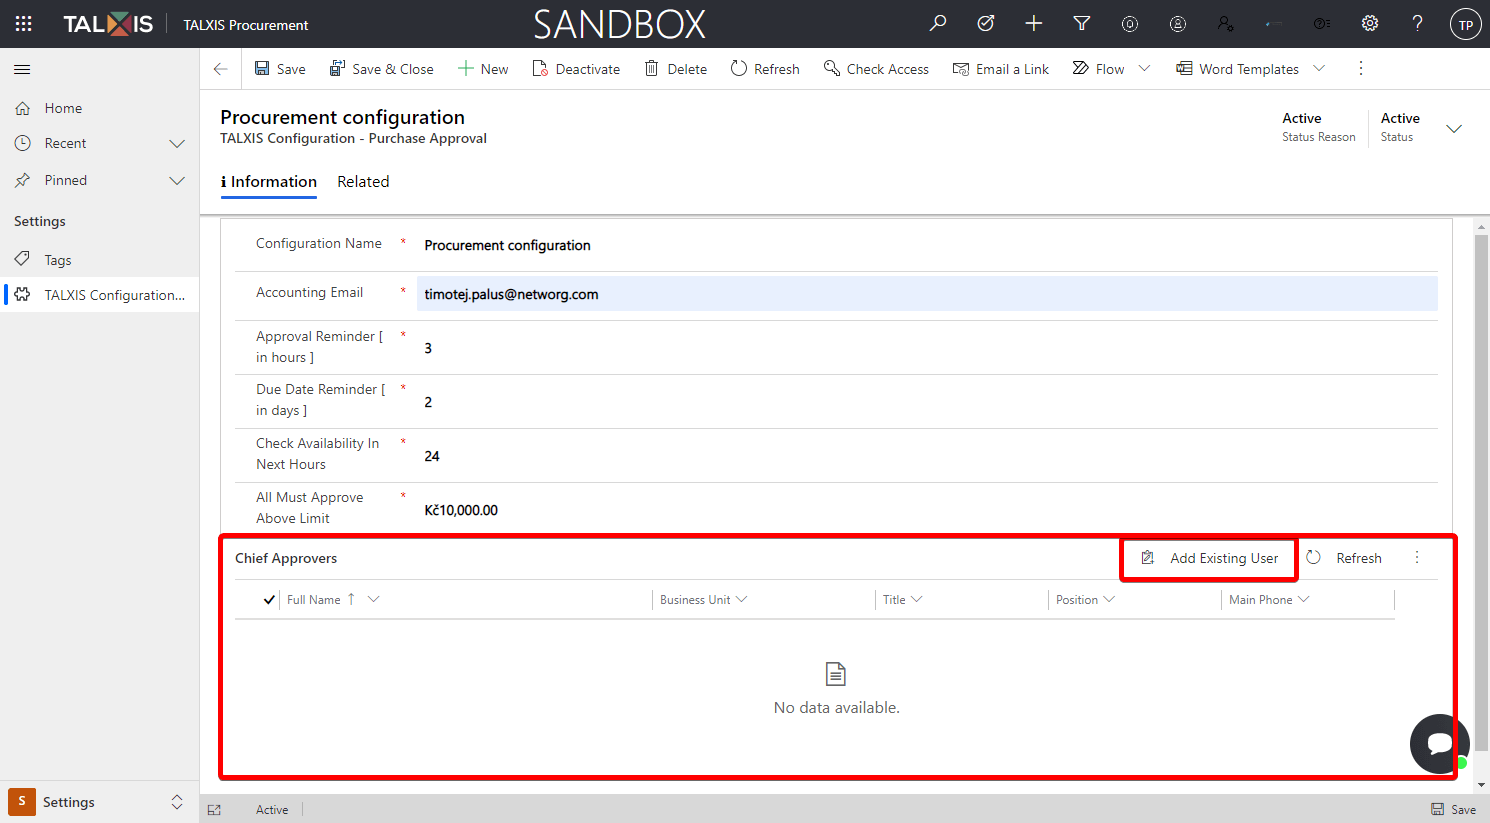 TALXIS
TALXIS Procurement
SANDBOX
TP
Save
Save & Close
New
Deactivate
Delete
Refresh
Check Access
Email a Link
Flow
Word Templates
Home
Recent
Pinned
Settings
Tags
TALXIS Configuration...
Procurement configuration
TALXIS Configuration - Purchase Approval
Active
Status Reason
Active
Status
Information
Related
Configuration Name *
Procurement configuration
Accounting Email *
timotej.palus@networg.com
Approval Reminder [ *
in hours ]
3
Due Date Reminder [ *
in days ]
2
Check Availability In *
Next Hours
24
All Must Approve *
Above Limit
Kč10,000.00
Chief Approvers
Add Existing User
Refresh
Full Name ↑
Business Unit
Title
Position
Main Phone
No data available.
S
Settings
Active
Save